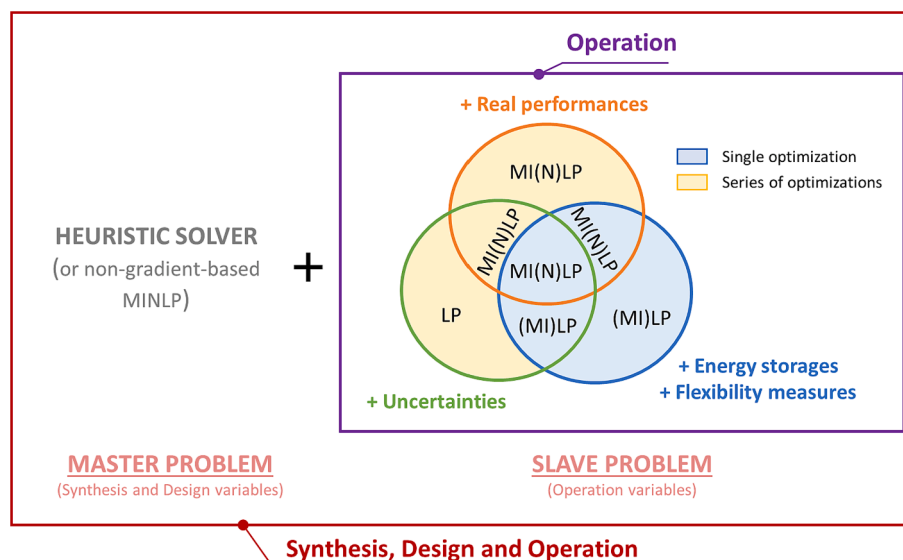 Operation
+ Real performances
Single optimization
Series of optimizations
MI(N)LP
MI(N)LP
MI(N)LP
MI(N)LP
LP
(MI)LP
(MI)LP
HEURISTIC SOLVER
(or non-gradient-based
MINLP)
+
+ Energy storages
+ Flexibility measures
+ Uncertainties
MASTER PROBLEM
(Synthesis and Design variables)
SLAVE PROBLEM
(Operation variables)
Synthesis, Design and Operation